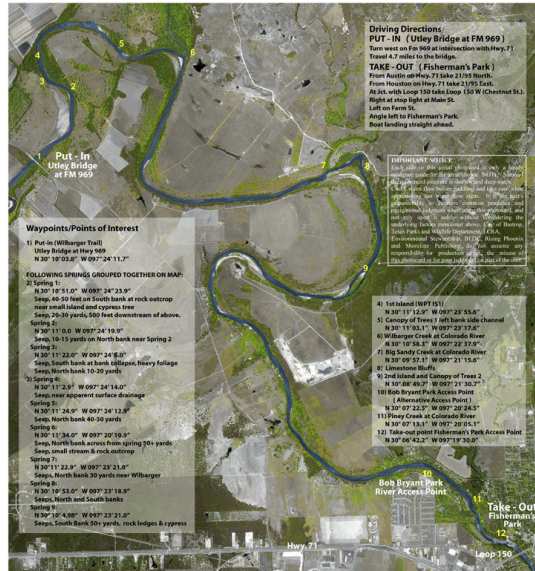 Driving Directions
PUT - IN ( Utley Bridge at FM 969 )
Turn west on Fm 969 at intersection with Hwy. 71
Travel 4.7 miles to the bridge.
TAKE - OUT ( Fisherman's Park )
From Austin on Hwy. 71 take 21/95 North.
From Houston on Hwy. 71 take 21/95 East.
At Jct. with Loop 150 take Loop 150 W (Chestnut St.).
Right at stop light at Main St.
Left on Farm St.
Angle left to Fisherman's Park.
Boat landing straight ahead.
4
5
6
3
2
1
Put - In
Utley Bridge
at FM 969
7
8
9
IMPORTANT NOTICE
Environmental Stewardship, BLDC, Rising Phoenix
Waypoints/Points of Interest
1) Put-in (Wilbarger Trail)
Utley Bridge at Hwy 969
N 30° 10' 03.8" W 097° 24' 11.7"
FOLLOWING SPRINGS GROUPED TOGETHER ON MAP:
2) Spring 1:
N 30° 10' 51.0" W 097° 24' 23.9"
Seep, 40-50 feet on South bank at rock outcrop
near small island and cypress tree
Seep, 20-30 yards, 500 feet downstream of above.
Spring 2:
N 30° 11' 0.0 W 097° 24' 19.9"
Seep, 10-15 yards on North bank near Spring 2
Spring 3:
N 30° 11' 22.0" W 097° 24' 6.0"
Seep, South bank at bank collapse, heavy foliage
Seep, North bank 10-20 yards
3) Spring 4:
N 30° 11' 2.9" W 097° 24' 14.0"
Seep, near apparent surface drainage
Spring 5:
N 30° 11' 24.9" W 097° 24' 12.9"
Seep, North bank 40-50 yards
Spring 6:
N 30° 11' 34.0" W 097° 20' 10.9"
Seep, North bank across from spring 50+ yards
Seep, small stream & rock outcrop
Spring 7:
N 30° 11' 22.9" W 097° 23' 21.0"
Seeps, North bank 30 yards near Wilbarger
Spring 8:
N 30° 10' 53.0" W 097° 23' 18.9"
Seeps, North and South banks
Spring 9:
N 30° 10' 4.98" W 097° 23' 21.0"
Seeps, South Bank 50+ yards, rock ledges & cypress
4) 1st Island (WPT IS1)
N 30° 11' 12.9" W 097° 23' 55.6"
5) Canopy of Trees 1 left bank side channel
N 30° 11' 03.1" W 097° 23' 17.6"
6) Wilbarger Creek at Colorado River
N 30° 10' 58.3" W 097° 22' 37.9"
7) Big Sandy Creek at Colorado River
N 30° 09' 57.1" W 097° 21' 15.6"
8) Limestone Bluffs
9) 2nd Island and Canopy of Trees 2
N 30° 08' 49.7" W 097° 21' 30.7"
10) Bob Bryant Park Access Point
( Alternative Access Point )
N 30° 07' 22.5" W 097° 20' 24.5"
11) Piney Creek at Colorado River
N 30° 07' 13.1" W 097° 20' 05.1"
12) Take-out point Fisherman's Park Access Point
N 30° 06' 42.2" W 097° 19' 30.0"
10
Bob Bryant Park
River Access Point
11
Take - Out
Fisherman's
Park
12
Hwy. 71
Loop 150